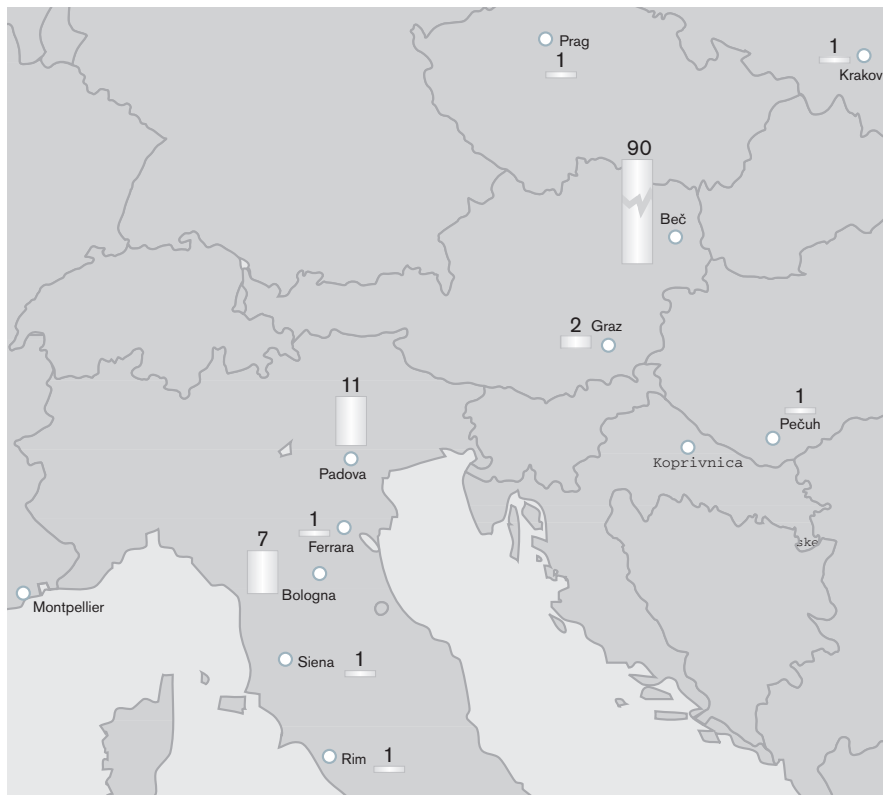 Prag
1
1
Krakov
90
Beč
2 Graz
11
Padova
1
Pečuh
Koprivnica
1
Ferrara
7
Bologna
ske
Montpellier
Siena 1
Rim 1